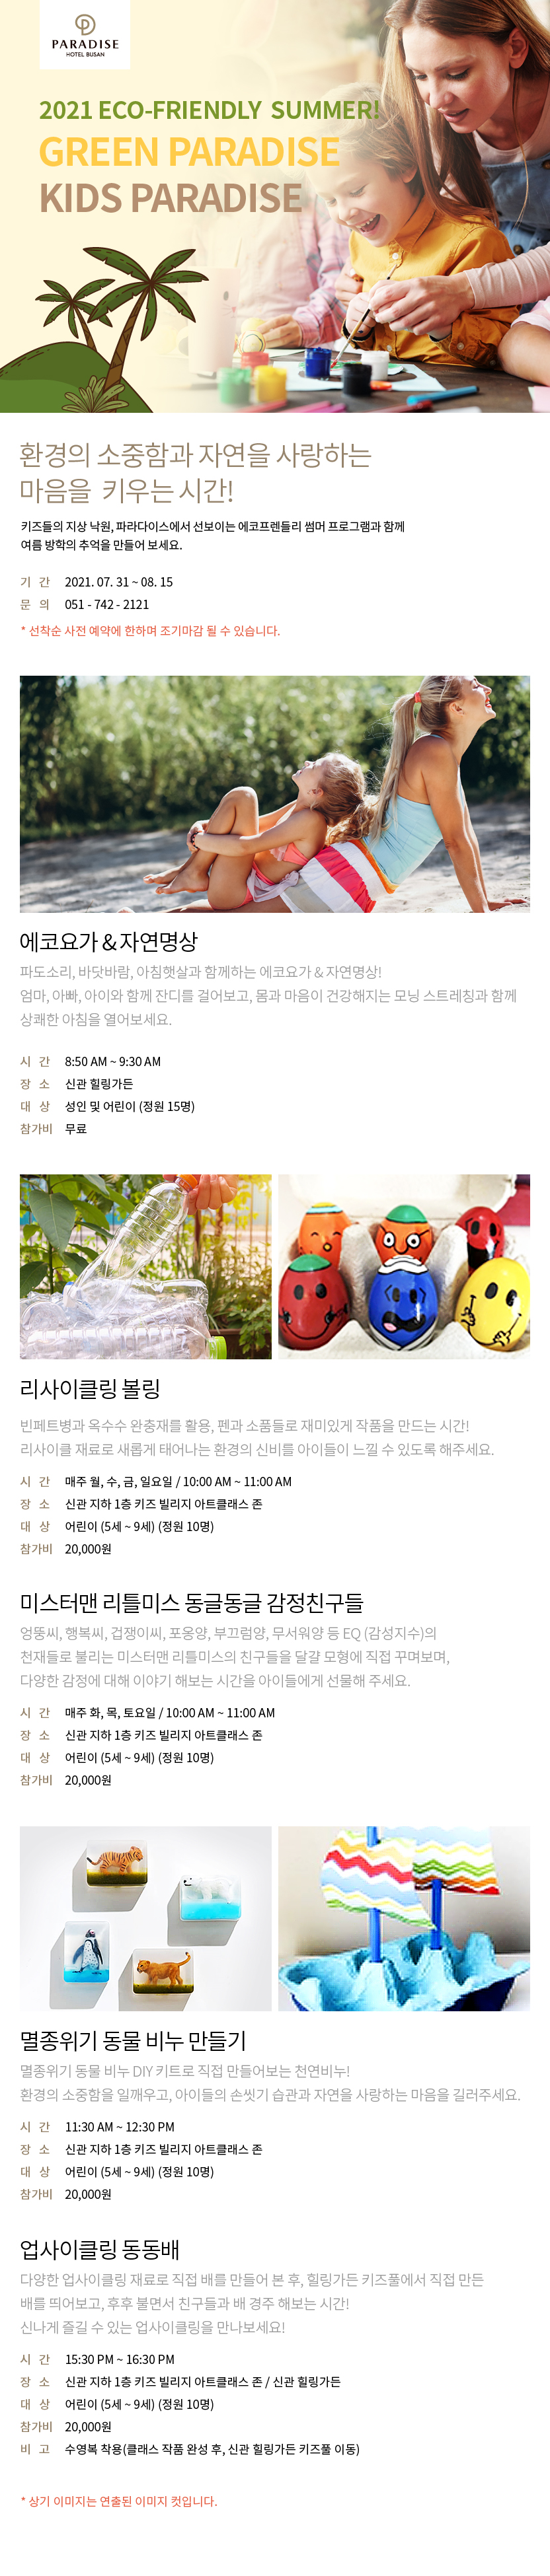 PARADISE
HOTEL BUSAN
2021 ECO-FRIENDLY SUMMER!
GREEN PARADISE
KIDS PARADISE
환경의 소중함과 자연을 사랑하는
마음을 키우는 시간!
키즈들의 지상 낙원, 파라다이스에서 선보이는 에코프렌들리 썸머 프로그램과 함께
여름 방학의 추억을 만들어 보세요.
기 간 2021. 07. 31 ~ 08. 15
문 의 051 - 742 - 2121
* 선착순 사전 예약에 한하며 조기마감 될 수 있습니다.
에코요가 & 자연명상
파도소리, 바닷바람, 아침햇살과 함께하는 에코요가 & 자연명상!
엄마, 아빠, 아이와 함께 잔디를 걸어보고, 몸과 마음이 건강해지는 모닝 스트레칭과 함께
상쾌한 아침을 열어보세요.
시 간 8:50 AM ~ 9:30 AM
장 소 신관 힐링가든
대 상 성인 및 어린이 (정원 15명)
참가비 무료
리사이클링 볼링
빈페트병과 옥수수 완충재를 활용, 펜과 소품들로 재미있게 작품을 만드는 시간!
리사이클 재료로 새롭게 태어나는 환경의 신비를 아이들이 느낄 수 있도록 해주세요.
시 간 매주 월, 수, 금, 일요일 / 10:00 AM ~ 11:00 AM
장 소 신관 지하 1층 키즈 빌리지 아트클래스 존
대 상 어린이 (5세 ~ 9세) (정원 10명)
참가비 20,000원
미스터맨 리틀미스 동글동글 감정친구들
엉뚱씨, 행복씨, 겁쟁이씨, 포옹양, 부끄럼양, 무서워양 등 EQ (감성지수)의
천재들로 불리는 미스터맨 리틀미스의 친구들을 달걀 모형에 직접 꾸며보며,
다양한 감정에 대해 이야기 해보는 시간을 아이들에게 선물해 주세요.
시 간 매주 화, 목, 토요일 / 10:00 AM ~ 11:00 AM
장 소 신관 지하 1층 키즈 빌리지 아트클래스 존
대 상 어린이 (5세 ~ 9세) (정원 10명)
참가비 20,000원
멸종위기 동물 비누 만들기
멸종위기 동물 비누 DIY 키트로 직접 만들어보는 천연비누!
환경의 소중함을 일깨우고, 아이들의 손씻기 습관과 자연을 사랑하는 마음을 길러주세요.
시 간 11:30 AM ~ 12:30 PM
장 소 신관 지하 1층 키즈 빌리지 아트클래스 존
대 상 어린이 (5세 ~ 9세) (정원 10명)
참가비 20,000원
업사이클링 동동배
다양한 업사이클링 재료로 직접 배를 만들어 본 후, 힐링가든 키즈풀에서 직접 만든
배를 띄어보고, 후후 불면서 친구들과 배 경주 해보는 시간!
신나게 즐길 수 있는 업사이클링을 만나보세요!
시 간 15:30 PM ~ 16:30 PM
장 소 신관 지하 1층 키즈 빌리지 아트클래스 존 / 신관 힐링가든
대 상 어린이 (5세 ~ 9세) (정원 10명)
참가비 20,000원
비 고 수영복 착용(클래스 작품 완성 후, 신관 힐링가든 키즈풀 이동)
* 상기 이미지는 연출된 이미지 컷입니다.